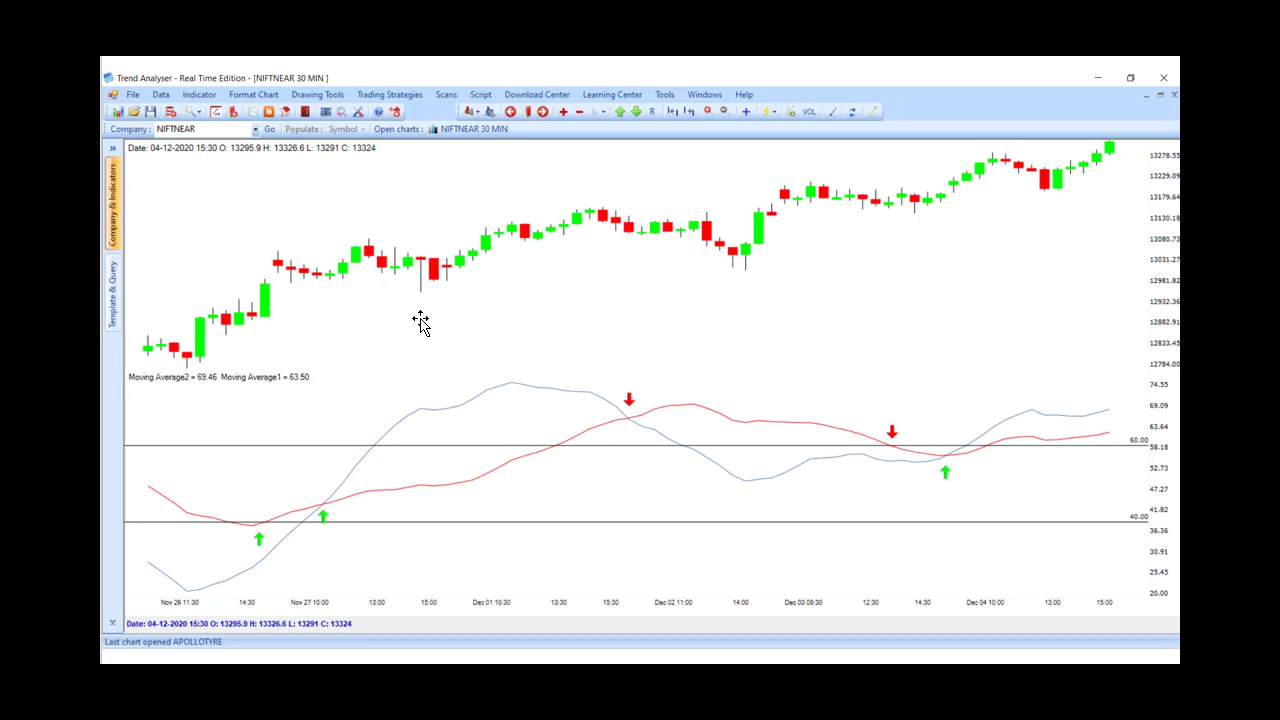 Trend Analyser - Real Time Edition - [NIFTNEAR 30 MIN ]
File Data Indicator Format Chart Drawing Tools Trading Strategies Scans Script Download Center Learning Center Tools Windows Help
R VOL
Company : NIFTNEAR Go Populate : Symbol Open charts : NIFTNEAR 30 MIN
Company & Indicators
Template & Query
Date: 04-12-2020 15:30 O: 13295.9 H: 13326.6 L: 13291 C: 13324
13278.55
13229.09
13179.64
13130.18
13080.73
13031.27
12981.82
12932.36
12882.91
12833.45
12784.00
Moving Average2 = 69.46 Moving Average1 = 63.50
74.55
69.09
63.64
60.00
58.18
52.73
47.27
41.82
40.00
36.36
30.91
25.45
20.00
Nov 26 11:30 14:30 Nov 27 10:00 13:00 15:00 Dec 01 10:30 13:30 15:30 Dec 02 11:00 14:00 Dec 03 09:30 12:30 14:30 Dec 04 10:00 13:00 15:00
Date: 04-12-2020 15:30 O: 13295.9 H: 13326.6 L: 13291 C: 13324
Last chart opened APOLLOTYRE